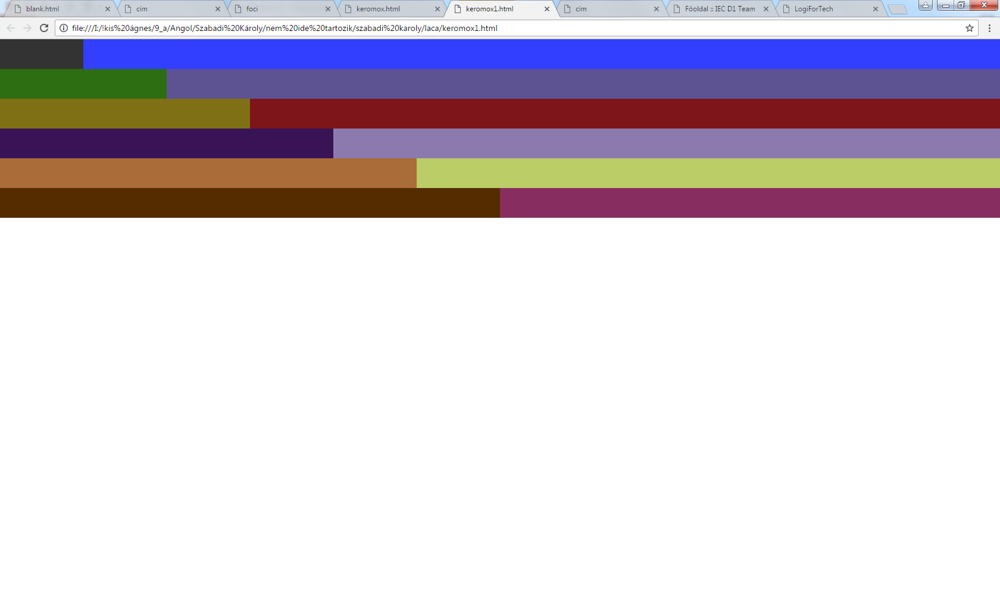 blank.html cím foci keromox.html keromox1.html cím Főoldal :: IEC D1 Team LogiForTech
file:///I:/!kis%20ágnes/9_a/Angol/Szabadi%20Károly/nem%20ide%20tartozik/szabadi%20karoly/laca/keromox1.html